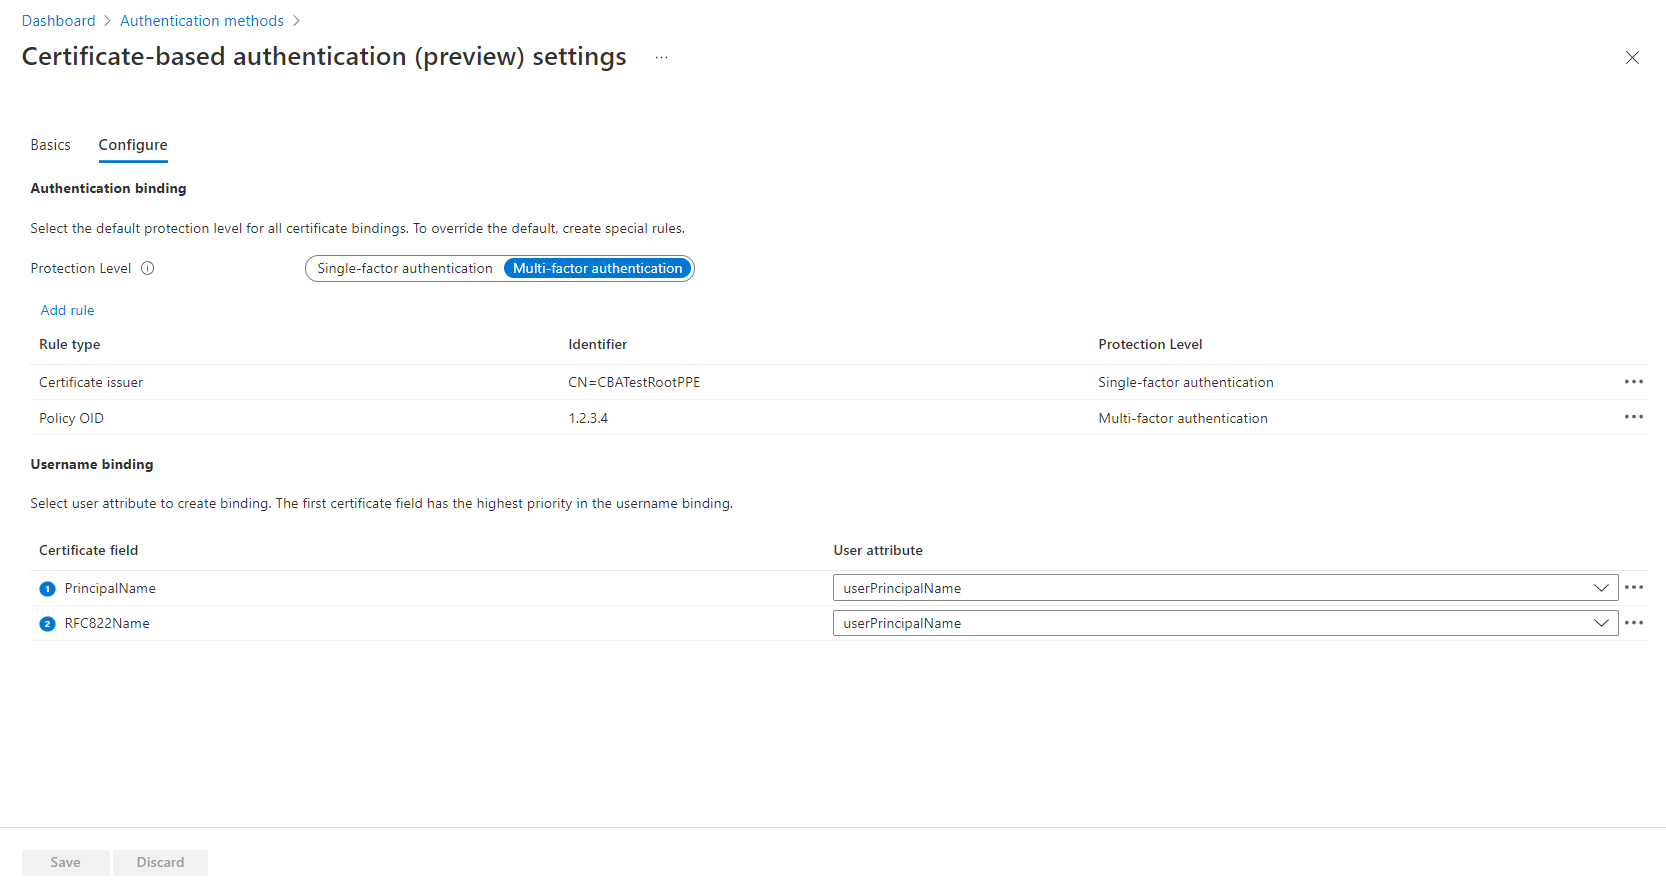 Dashboard > Authentication methods >
Certificate-based authentication (preview) settings ...
Basics Configure
Authentication binding
Select the default protection level for all certificate bindings. To override the default, create special rules.
Protection Level Single-factor authentication Multi-factor authentication
Add rule
Rule type Identifier Protection Level
Certificate issuer CN=CBATestRootPPE Single-factor authentication
Policy OID 1.2.3.4 Multi-factor authentication
Username binding
Select user attribute to create binding. The first certificate field has the highest priority in the username binding.
Certificate field User attribute
1 PrincipalName userPrincipalName
2 RFC822Name userPrincipalName
Save Discard